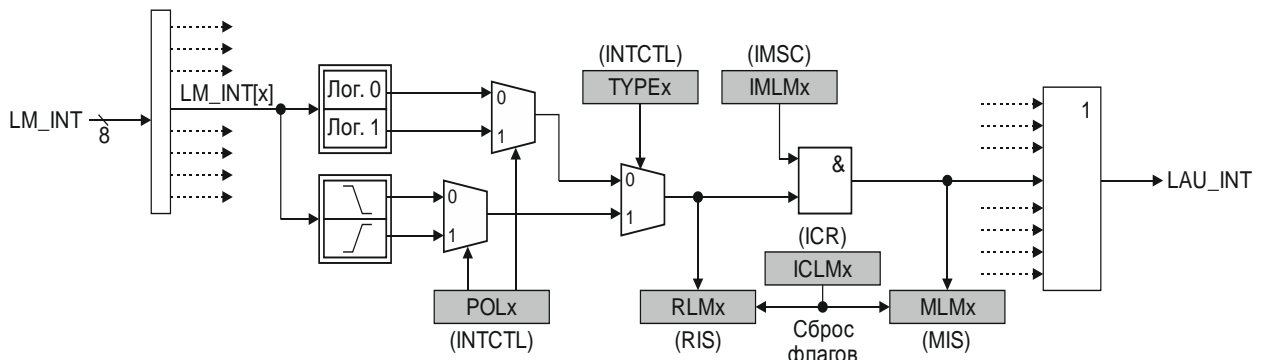 (INTCTL)
(IMSC)
TYPEx
IMLMx
LM_INT[x]
Лог. 0
0
1
LM_INT
8
Лог. 1
1
&
0
LAU_INT
0
1
1
(ICR)
ICLMx
POLx
RLMx
MLMx
(INTCTL)
(RIS)
Сброс
(MIS)
флагов